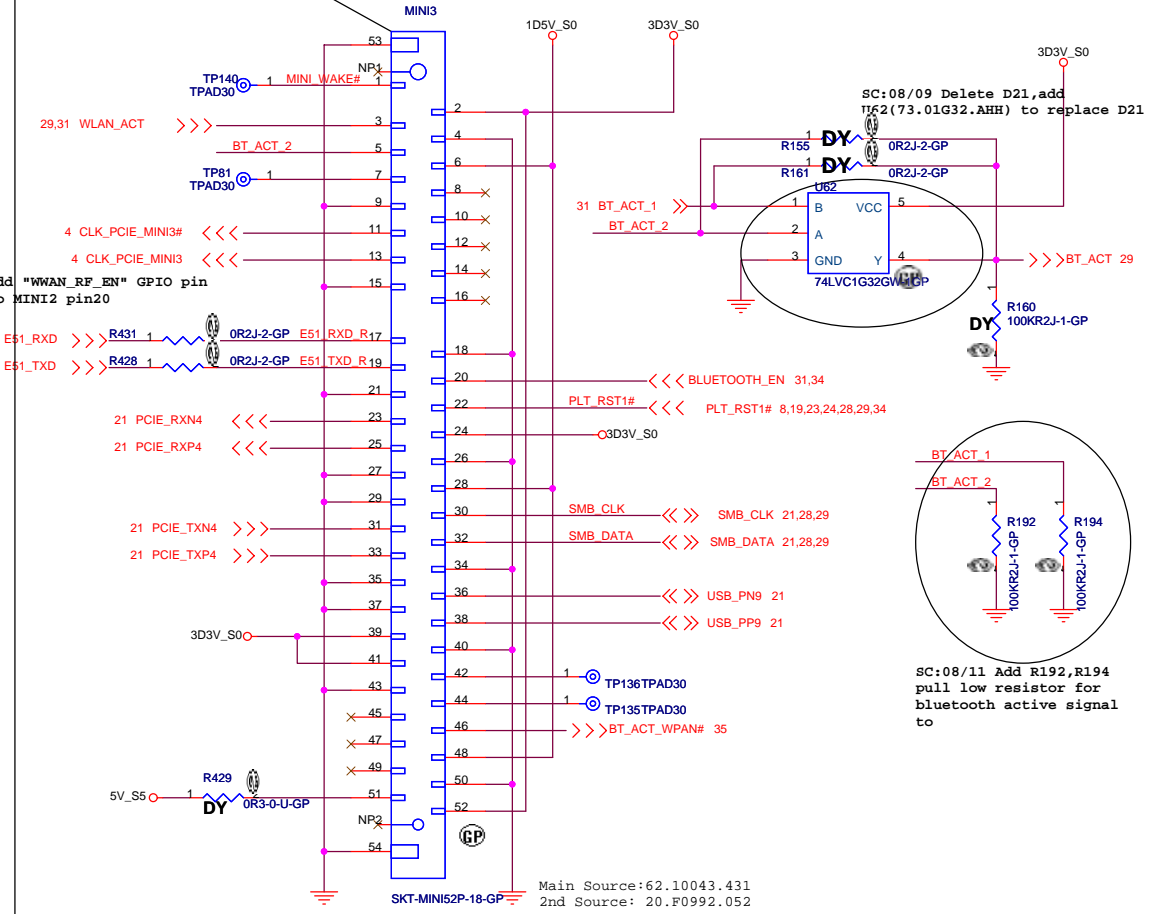 MINI3
1D5V_S0
3D3V_S0
3D3V_S0
53
NP1
TP140
TPAD30
1
MINI_WAKE#
1
2
SC:08/09 Delete D21,add
U62(73.01G32.AHH) to replace D21
29,31 WLAN_ACT
3
4
BT_ACT_2
5
6
TP81
TPAD30
1
7
8
9
10
4 CLK_PCIE_MINI3#
11
12
4 CLK_PCIE_MINI3
13
14
15
16
R155
1
DY
0R2J-2-GP
R161
1
DY
0R2J-2-GP
U62
31 BT_ACT_1
1
B
VCC
5
BT_ACT_2
2
A
3
GND
Y
4
BT_ACT 29
74LVC1G32GW-1GP
GP
1
R160
100KR2J-1-GP
DY
2
dd "WWAN_RF_EN" GPIO pin
o MINI2 pin20
E51_RXD
R431
1
0R2J-2-GP
E51_RXD_R
17
18
E51_TXD
R428
1
0R2J-2-GP
E51_TXD_R
19
20
BLUETOOTH_EN 31,34
21
22
PLT_RST1#
PLT_RST1# 8,19,23,24,28,29,34
21 PCIE_RXN4
23
24
3D3V_S0
21 PCIE_RXP4
25
26
27
28
29
30
SMB_CLK
SMB_CLK 21,28,29
21 PCIE_TXN4
31
32
SMB_DATA
SMB_DATA 21,28,29
21 PCIE_TXP4
33
34
35
36
USB_PN9 21
37
38
USB_PP9 21
3D3V_S0
39
40
41
42
1
TP136TPAD30
43
44
1
TP135TPAD30
45
46
BT_ACT_WPAN# 35
47
48
49
50
5V_S5
1
R429
DY
2
0R3-0-U-GP
51
52
NP2
GP
54
SKT-MINI52P-18-GP
Main Source:62.10043.431
2nd Source: 20.F0992.052
BT_ACT_1
BT_ACT_2
1
R192
100KR2J-1-GP
2
1
R194
100KR2J-1-GP
2
SC:08/11 Add R192,R194
pull low resistor for
bluetooth active signal
to